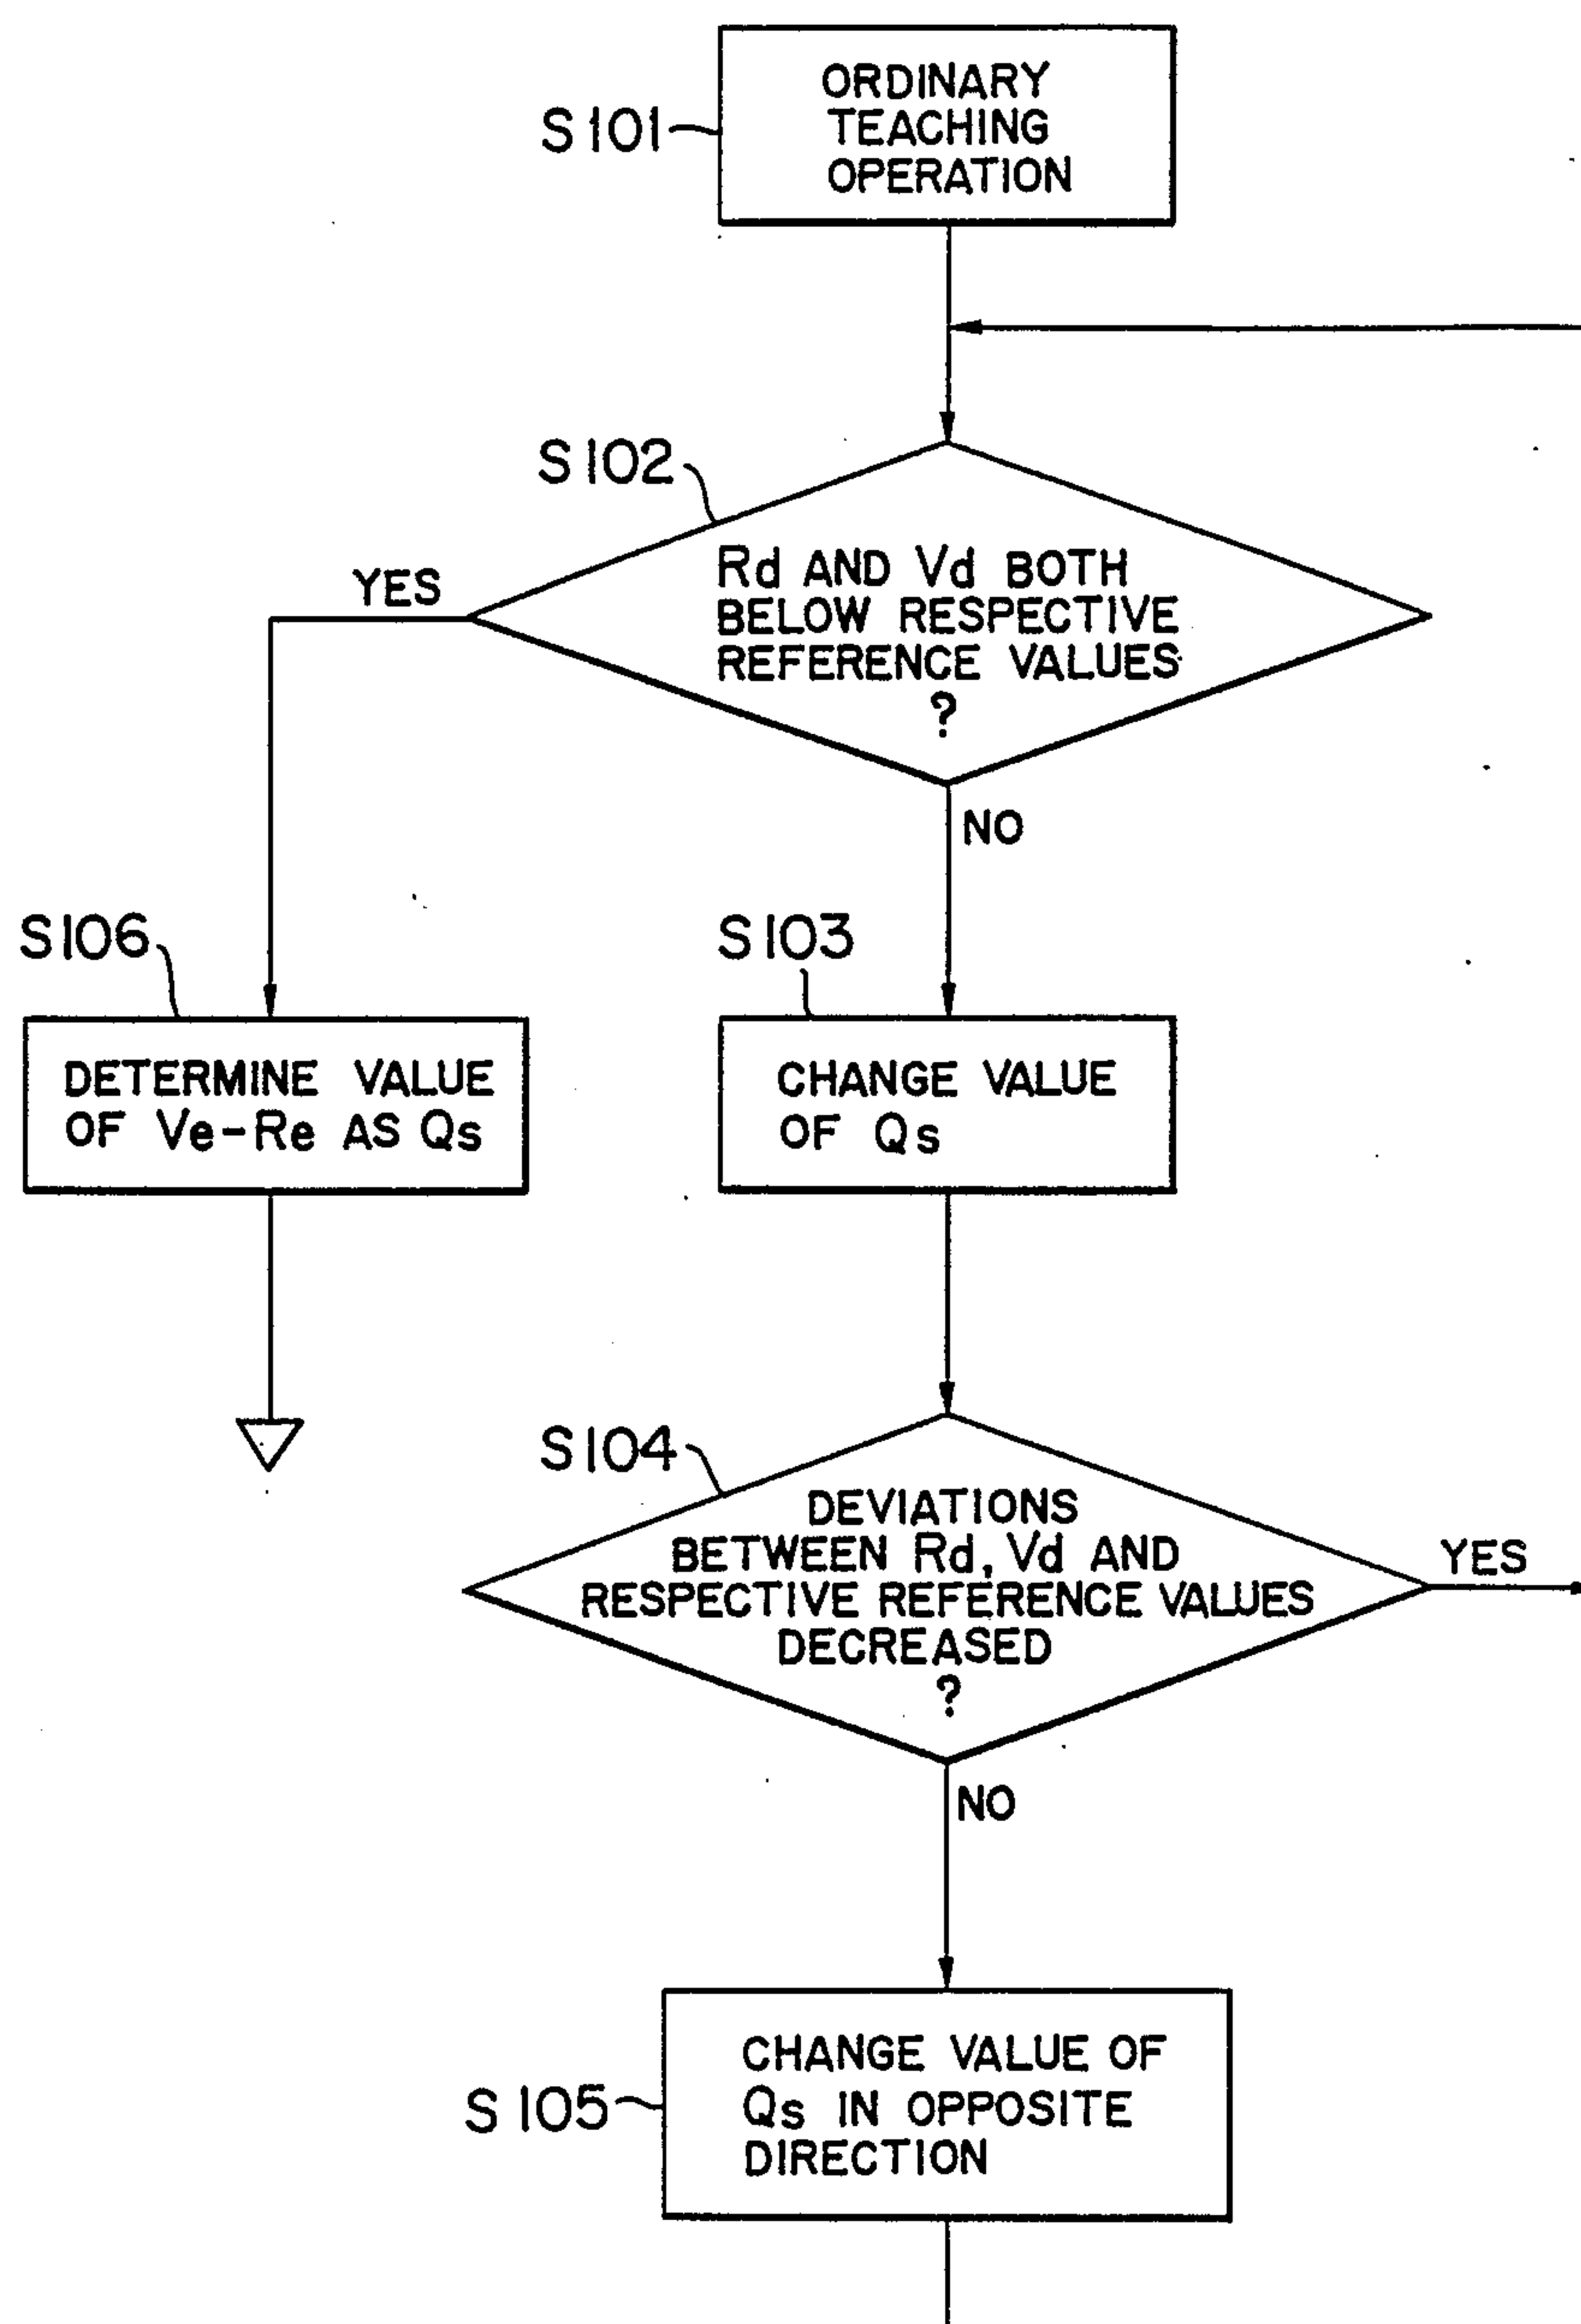 S101
ORDINARY
TEACHING
OPERATION
S102
Rd AND Vd BOTH
BELOW RESPECTIVE
REFERENCE VALUES
?
YES
NO
S106
DETERMINE VALUE
OF Ve-Re AS Qs
S103
CHANGE VALUE
OF Qs
S104
DEVIATIONS
BETWEEN Rd, Vd AND
RESPECTIVE REFERENCE VALUES
DECREASED
?
YES
NO
S105
CHANGE VALUE OF
Qs IN OPPOSITE
DIRECTION